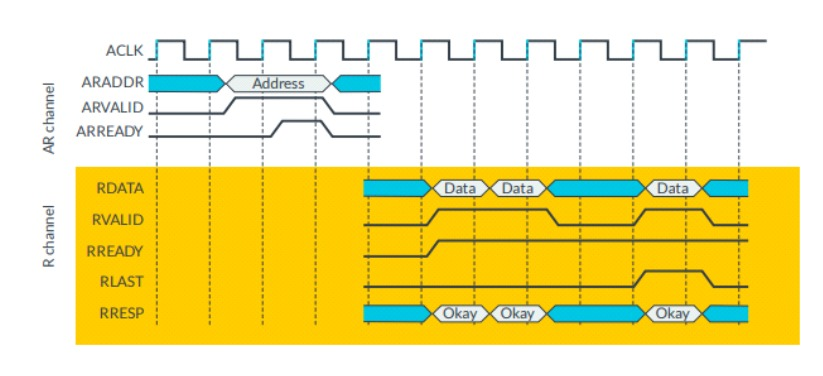 ACLK
AR channel
ARADDR Address
ARVALID
ARREADY
R channel
RDATA Data Data Data
RVALID
RREADY
RLAST
RRESP Okay Okay Okay